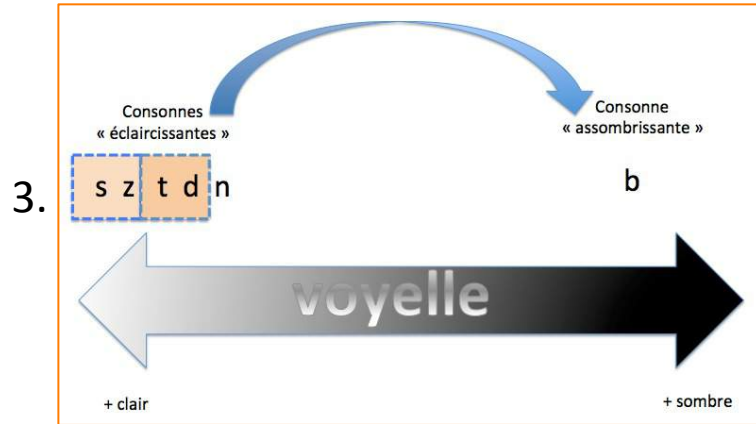 Consonnes
« éclaircissantes »
Consonne
« assombrissante »
3.
s z t d n
b
voyelle
+ clair
+ sombre